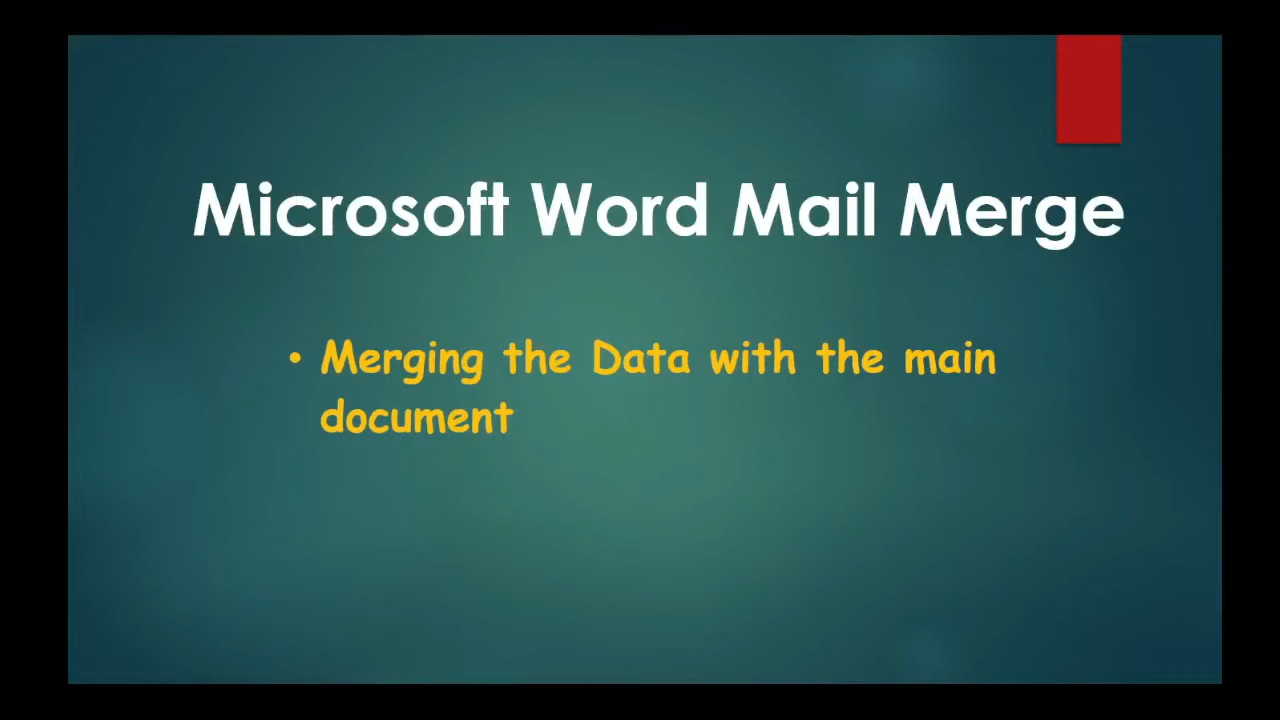 Microsoft Word Mail Merge
• Merging the Data with the main
document